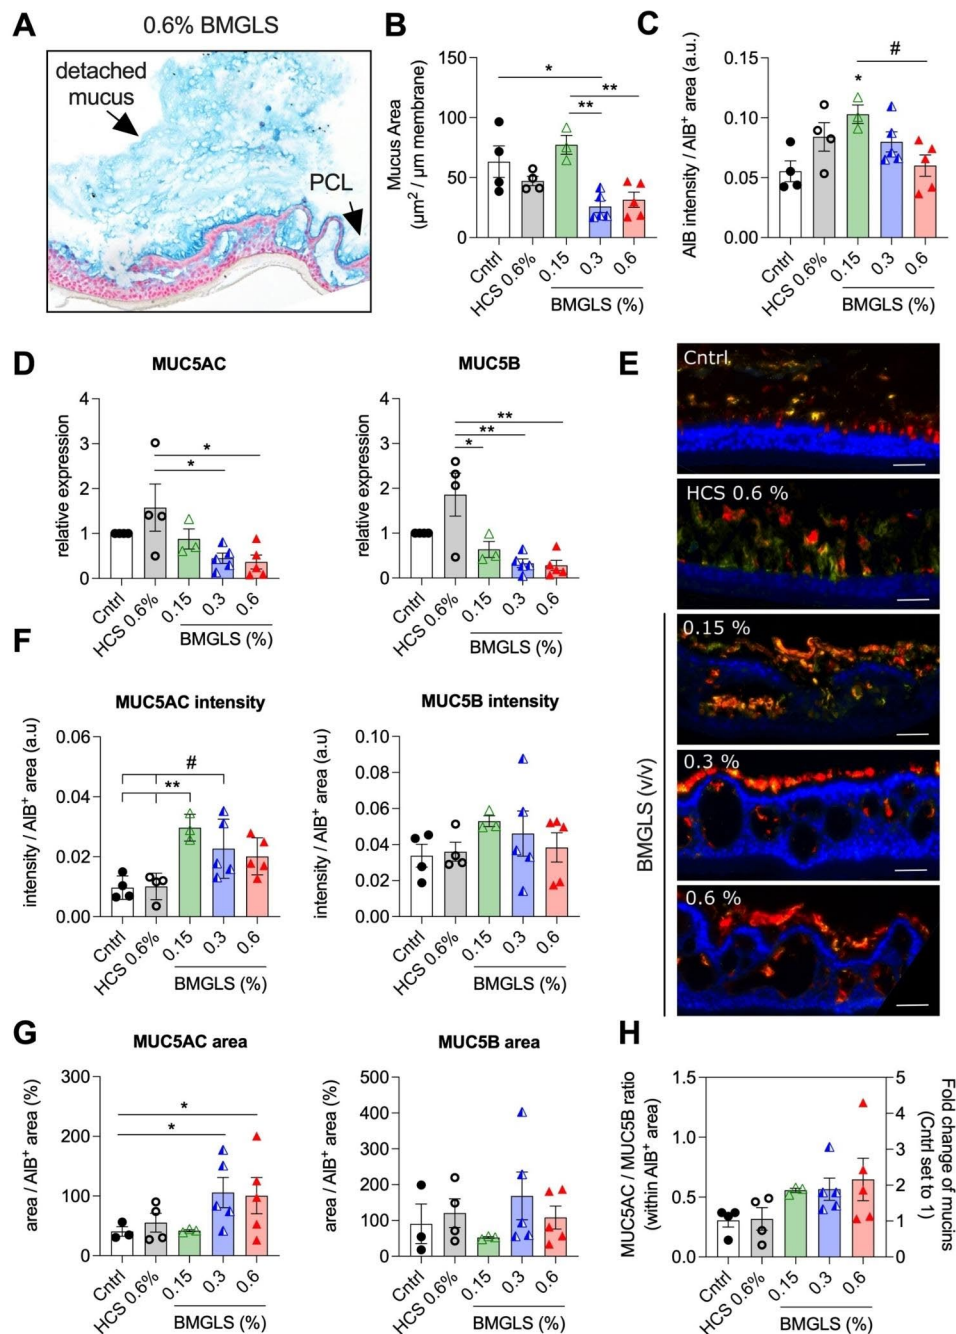 A
0.6% BMGLS
detached
mucus
PCL
B
Mucus Area
(µm² / µm membrane)
150
100
50
0
*
**
**
Cntrl
HCS 0.6%
0.15
0.3
0.6
BMGLS (%)
C
AlB intensity / AlB⁺ area (a.u.)
0.15
0.10
0.05
0.00
#
*
Cntrl
HCS 0.6%
0.15
0.3
0.6
BMGLS (%)
D
MUC5AC
relative expression
4
3
2
1
0
*
*
Cntrl
HCS 0.6%
0.15
0.3
0.6
BMGLS (%)
MUC5B
relative expression
4
3
2
1
0
**
**
*
Cntrl
HCS 0.6%
0.15
0.3
0.6
BMGLS (%)
E
Cntrl
HCS 0.6 %
0.15 %
0.3 %
0.6 %
BMGLS (v/v)
F
MUC5AC intensity
intensity / AlB⁺ area (a.u)
0.06
0.04
0.02
0.00
#
**
Cntrl
HCS 0.6%
0.15
0.3
0.6
BMGLS (%)
MUC5B intensity
intensity / AlB⁺ area (a.u)
0.10
0.08
0.06
0.04
0.02
0.00
Cntrl
HCS 0.6%
0.15
0.3
0.6
BMGLS (%)
G
MUC5AC area
area / AlB⁺ area (%)
300
200
100
0
*
*
Cntrl
HCS 0.6%
0.15
0.3
0.6
BMGLS (%)
MUC5B area
area / AlB⁺ area (%)
500
400
300
200
100
0
Cntrl
HCS 0.6%
0.15
0.3
0.6
BMGLS (%)
H
MUC5AC / MUC5B ratio
(within AlB⁺ area)
1.5
1.0
0.5
0.0
5
4
3
2
1
0
Fold change of mucins
(Cntrl set to 1)
Cntrl
HCS 0.6%
0.15
0.3
0.6
BMGLS (%)